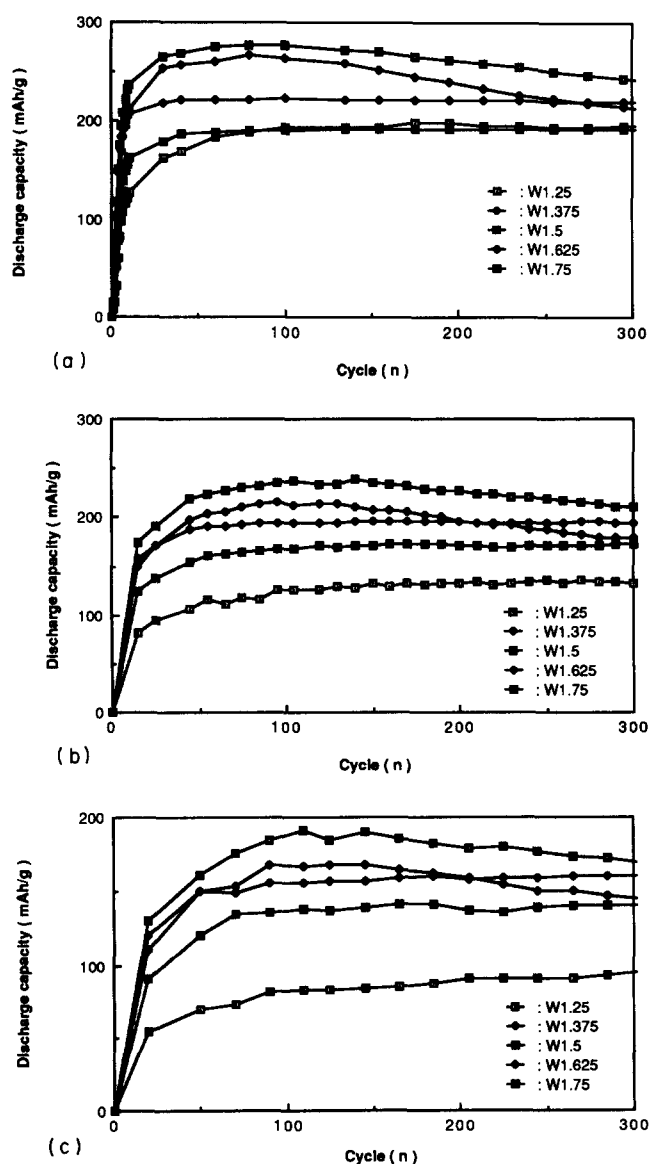 300
200
100
0
Discharge capacity ( mAh/g )
: W1.25
: W1.375
: W1.5
: W1.625
: W1.75
0 100 200 300
Cycle ( n )
(a)
300
200
100
0
Discharge capacity ( mAh/g )
: W1.25
: W1.375
: W1.5
: W1.625
: W1.75
0 100 200 300
Cycle ( n )
(b)
200
100
0
Discharge capacity ( mAh/g )
: W1.25
: W1.375
: W1.5
: W1.625
: W1.75
0 100 200 300
Cycle ( n )
(c)